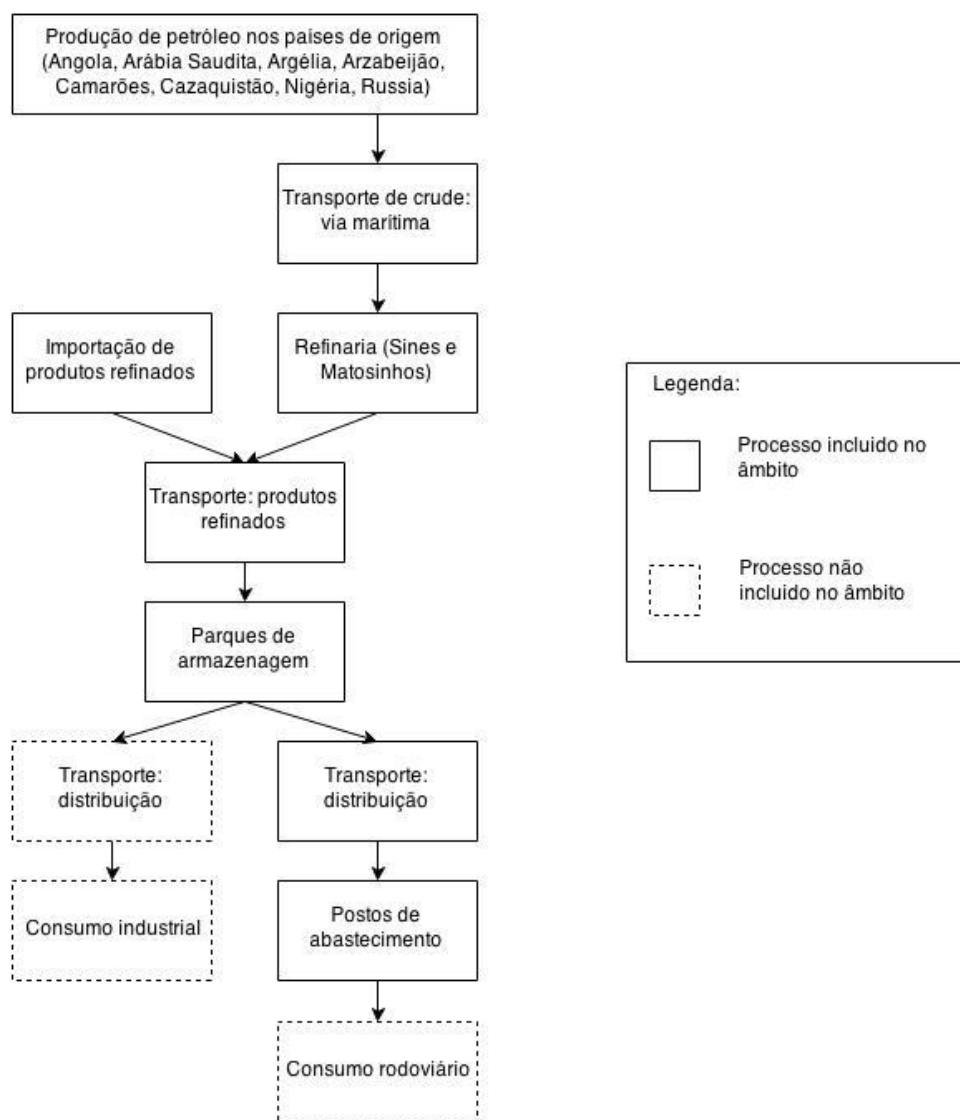 Produção de petróleo nos países de origem
(Angola, Arábia Saudita, Argélia, Arzabeijão,
Camarões, Cazaquistão, Nigéria, Russia)
Transporte de crude:
via maritima
Importação de
produtos refinados
Refinaria (Sines e
Matosinhos)
Transporte: produtos
refinados
Parques de
armazenagem
Transporte:
distribuição
Transporte:
distribuição
Consumo industrial
Postos de
abastecimento
Consumo rodoviário
Legenda:
Processo incluido no
âmbito
Processo não
incluido no âmbito